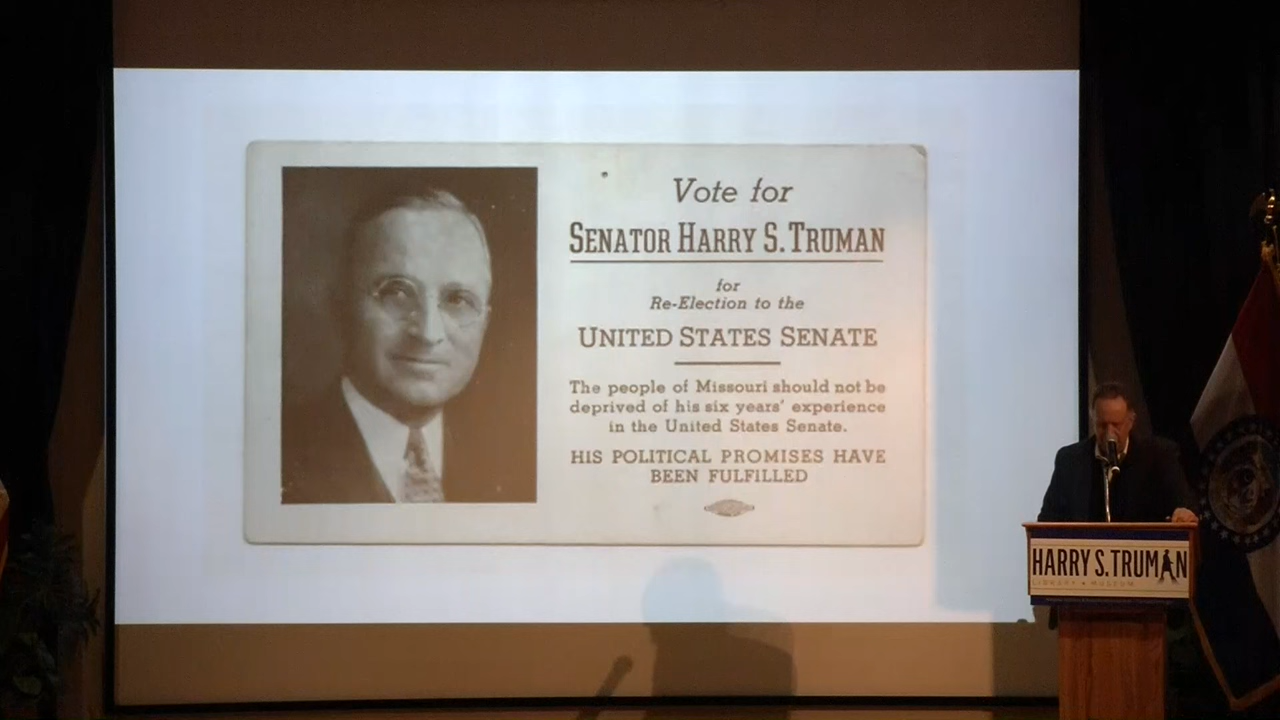 Vote for
SENATOR HARRY S. TRUMAN
for
Re-Election to the
UNITED STATES SENATE
The people of Missouri should not be
deprived of his six years' experience
in the United States Senate.
HIS POLITICAL PROMISES HAVE
BEEN FULFILLED
HARRY S. TRUMAN
LIBRARY MUSEUM